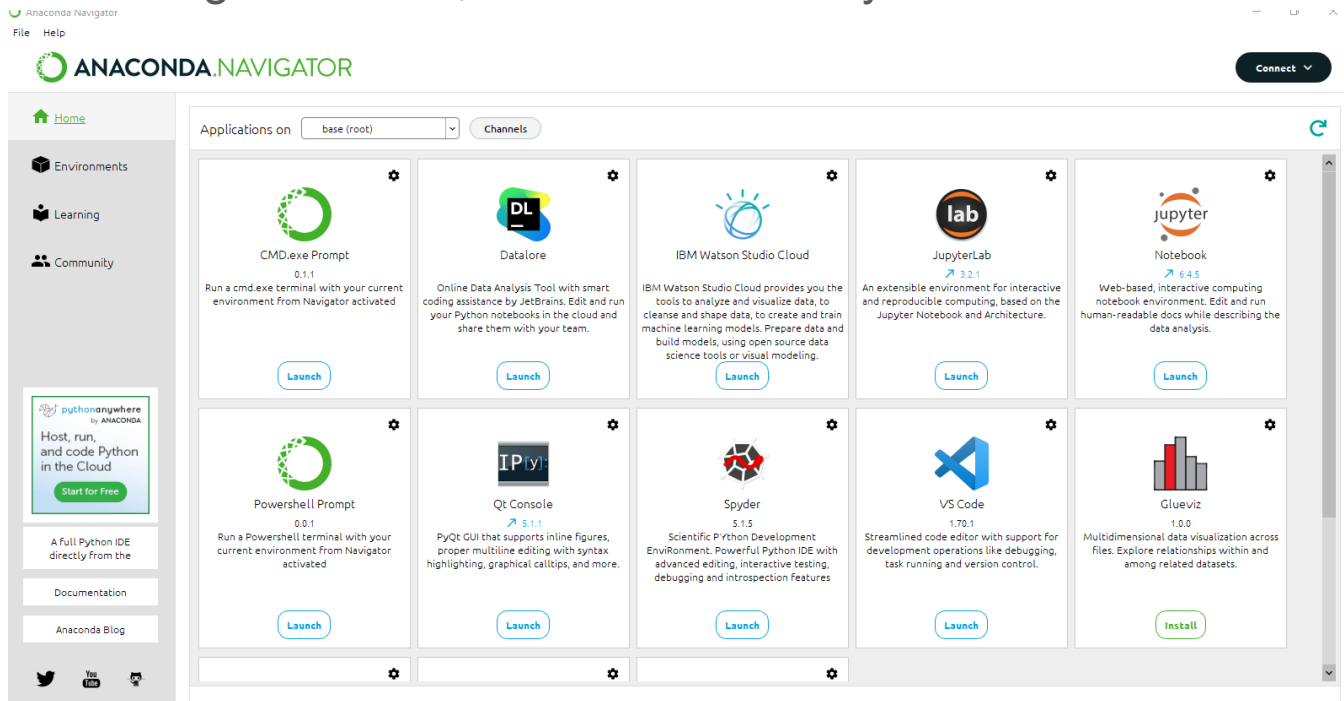 Anaconda Navigator
File Help
ANACONDA.NAVIGATOR
Connect
Home
Environments
Learning
Community
pythonanywhere
by ANACONDA
Host, run,
and code Python
in the Cloud
Start for Free
A full Python IDE
directly from the
Documentation
Anaconda Blog
You
Tube
Applications on base (root) Channels
CMD.exe Prompt
0.1.1
Run a cmd.exe terminal with your current
environment from Navigator activated
Launch
DL
Datalore
Online Data Analysis Tool with smart
coding assistance by JetBrains. Edit and run
your Python notebooks in the cloud and
share them with your team.
Launch
IBM Watson Studio Cloud
IBM Watson Studio Cloud provides you the
tools to analyze and visualize data, to
cleanse and shape data, to create and train
machine learning models. Prepare data and
build models, using open source data
science tools or visual modeling.
Launch
lab
JupyterLab
3.2.1
An extensible environment for interactive
and reproducible computing, based on the
Jupyter Notebook and Architecture.
Launch
jupyter
Notebook
6.4.5
Web-based, interactive computing
notebook environment. Edit and run
human-readable docs while describing the
data analysis.
Launch
Powershell Prompt
0.0.1
Run a Powershell terminal with your
current environment from Navigator
activated
Launch
IP[y]:
Qt Console
5.1.1
PyQt GUI that supports inline figures,
proper multiline editing with syntax
highlighting, graphical calltips, and more.
Launch
Spyder
5.1.5
Scientific PYthon Development
EnviRonment. Powerful Python IDE with
advanced editing, interactive testing,
debugging and introspection features
Launch
VS Code
1.70.1
Streamlined code editor with support for
development operations like debugging,
task running and version control.
Launch
Glueviz
1.0.0
Multidimensional data visualization across
files. Explore relationships within and
among related datasets.
Install